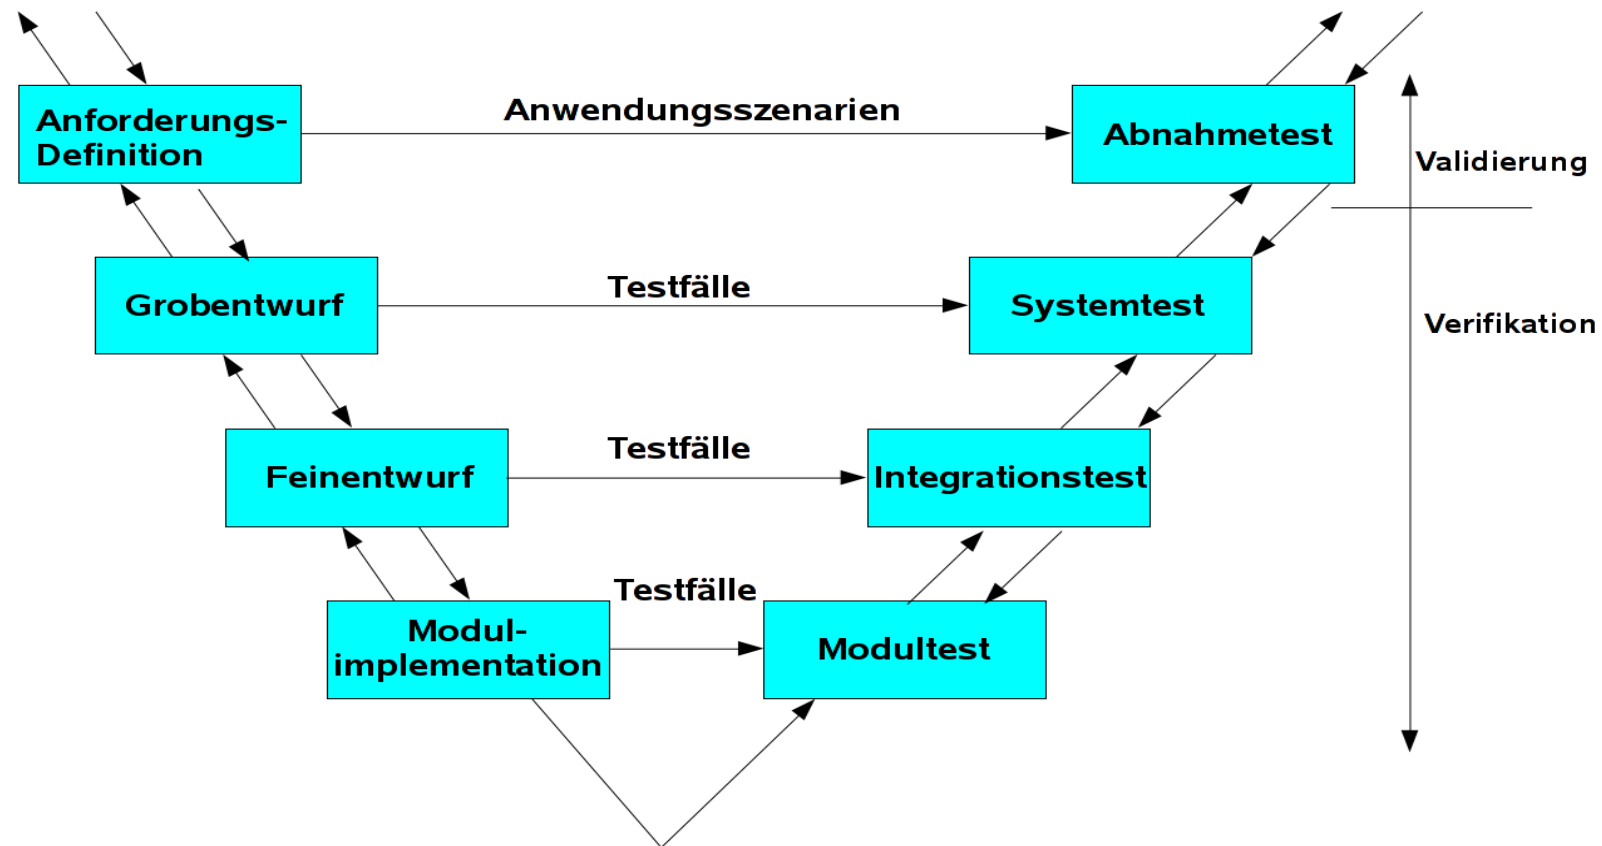 Anwendungsszenarien
Anforderungs-
Definition
Abnahmetest
Validierung
Testfälle
Grobentwurf
Systemtest
Verifikation
Testfälle
Feinentwurf
Integrationstest
Testfälle
Modul-
implementation
Modultest